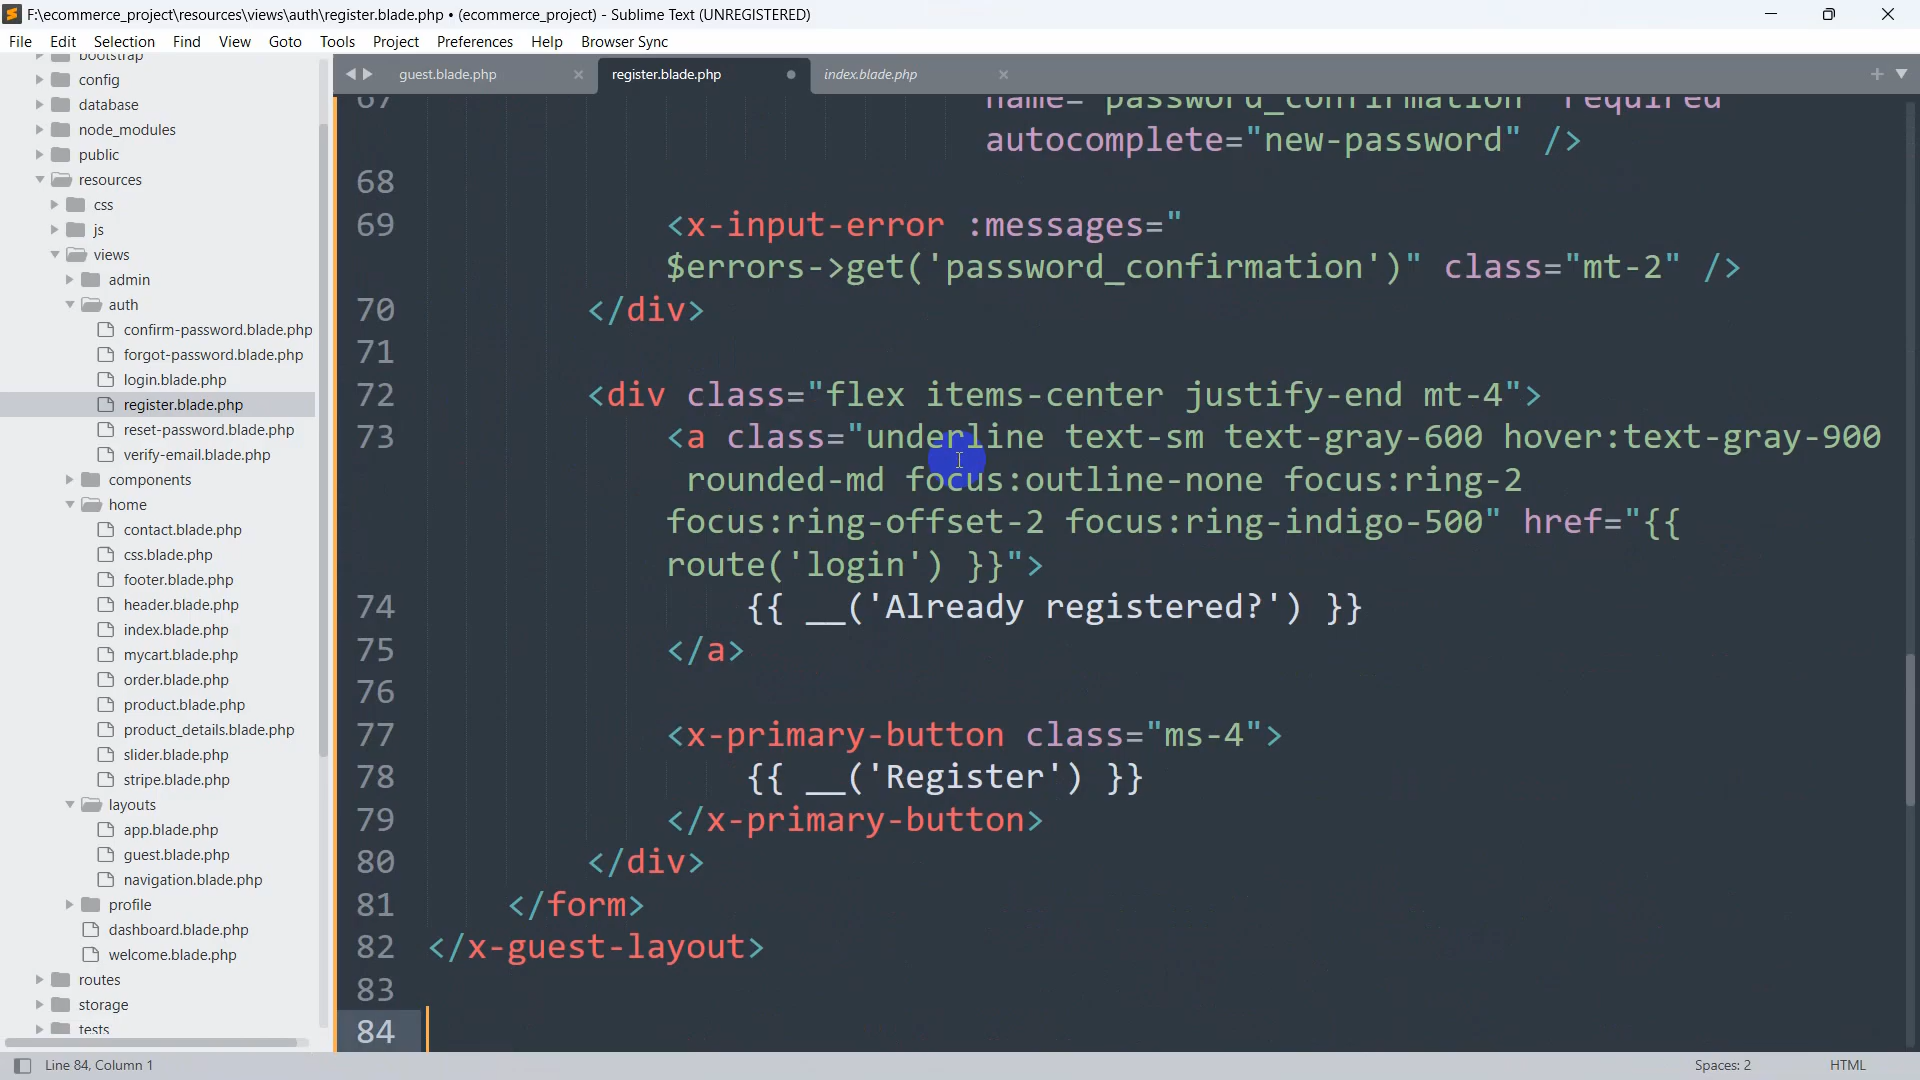 F:\ecommerce_project\resources\views\auth\register.blade.php • (ecommerce_project) - Sublime Text (UNREGISTERED)
File Edit Selection Find View Goto Tools Project Preferences Help Browser Sync
bootstrap
config
database
node_modules
public
resources
css
js
views
admin
auth
confirm-password.blade.php
forgot-password.blade.php
login.blade.php
register.blade.php
reset-password.blade.php
verify-email.blade.php
components
home
contact.blade.php
css.blade.php
footer.blade.php
header.blade.php
index.blade.php
mycart.blade.php
order.blade.php
product.blade.php
product_details.blade.php
slider.blade.php
stripe.blade.php
layouts
app.blade.php
guest.blade.php
navigation.blade.php
profile
dashboard.blade.php
welcome.blade.php
routes
storage
tests
guest.blade.php register.blade.php index.blade.php
67 name="password_confirmation" required
autocomplete="new-password" />
68
69 <x-input-error :messages="
$errors->get('password_confirmation')" class="mt-2" />
70 </div>
71
72 <div class="flex items-center justify-end mt-4">
73 <a class="underline text-sm text-gray-600 hover:text-gray-900
rounded-md focus:outline-none focus:ring-2
focus:ring-offset-2 focus:ring-indigo-500" href="{{
route('login') }}">
74 {{ __('Already registered?') }}
75 </a>
76
77 <x-primary-button class="ms-4">
78 {{ __('Register') }}
79 </x-primary-button>
80 </div>
81 </form>
82 </x-guest-layout>
83
84
Line 84, Column 1 Spaces: 2 HTML